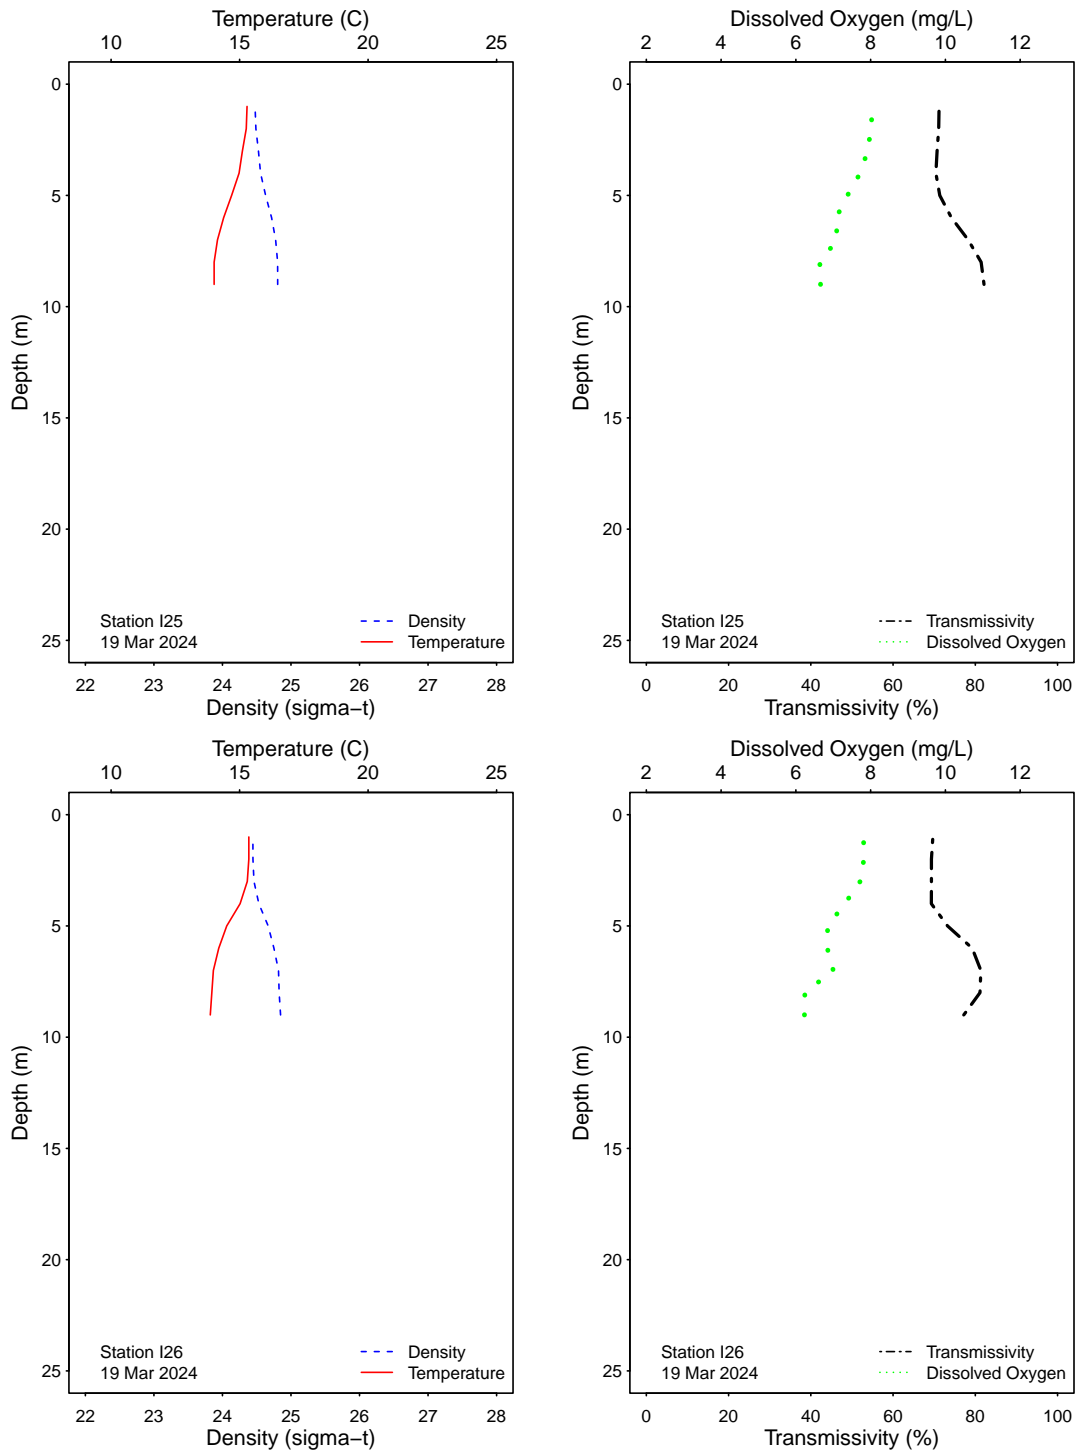 Temperature (C)
10 15 20 25
0
5
10
15
20
25
Depth (m)
Station I25
19 Mar 2024
Density
Temperature
22 23 24 25 26 27 28
Density (sigma−t)
Dissolved Oxygen (mg/L)
2 4 6 8 10 12
0
5
10
15
20
25
Depth (m)
Station I25
19 Mar 2024
Transmissivity
Dissolved Oxygen
0 20 40 60 80 100
Transmissivity (%)
Temperature (C)
10 15 20 25
0
5
10
15
20
25
Depth (m)
Station I26
19 Mar 2024
Density
Temperature
22 23 24 25 26 27 28
Density (sigma−t)
Dissolved Oxygen (mg/L)
2 4 6 8 10 12
0
5
10
15
20
25
Depth (m)
Station I26
19 Mar 2024
Transmissivity
Dissolved Oxygen
0 20 40 60 80 100
Transmissivity (%)